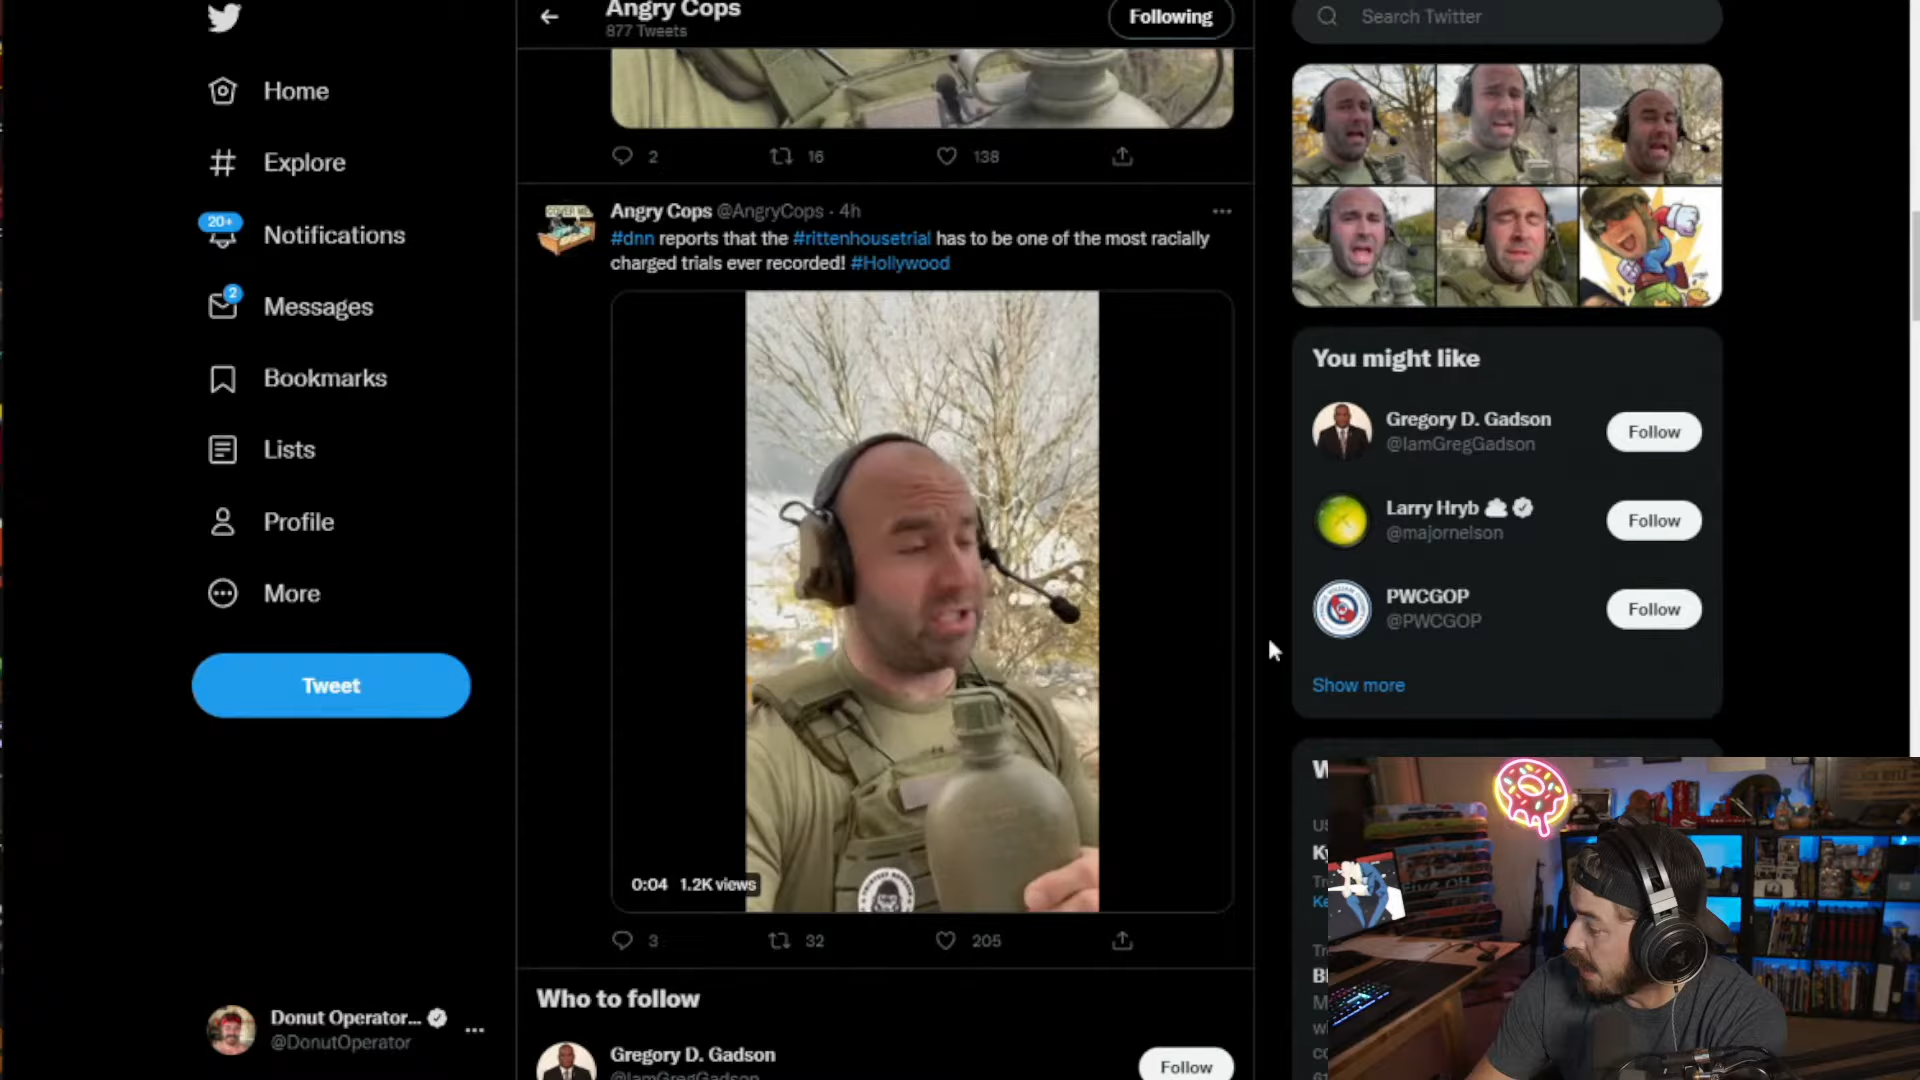 Angry Cops
877 Tweets
Following
Search Twitter
Home
Explore
20+
Notifications
2
Messages
Bookmarks
Lists
Profile
More
Tweet
Donut Operator...
@DonutOperator
2
16
138
Angry Cops @AngryCops · 4h
#dnn reports that the #rittenhousetrial has to be one of the most racially
charged trials ever recorded! #Hollywood
0:04 1.2K views
3
32
205
Who to follow
Gregory D. Gadson
@IamGregGadson
Follow
You might like
Gregory D. Gadson
@IamGregGadson
Follow
Larry Hryb
@majornelson
Follow
PWCGOP
@PWCGOP
Follow
Show more